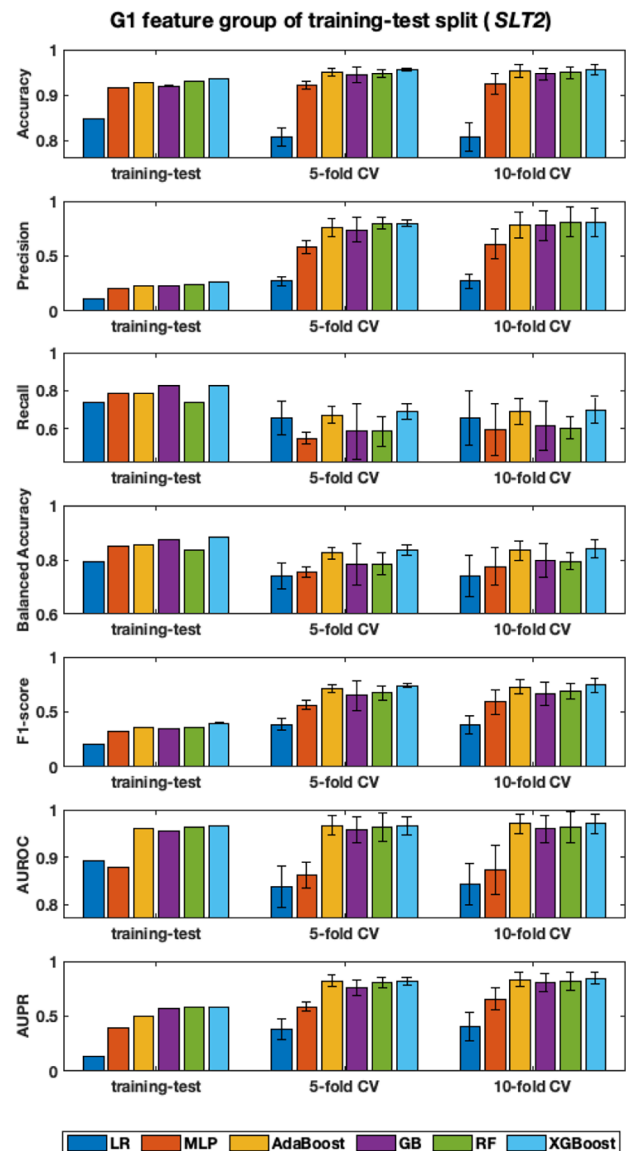 G1 feature group of training-test split ( SLT2)
1
0.9
0.8
Accuracy
training-test 5-fold CV 10-fold CV
1
0.5
0
Precision
training-test 5-fold CV 10-fold CV
1
0.8
0.6
Recall
training-test 5-fold CV 10-fold CV
1
0.8
0.6
Balanced Accuracy
training-test 5-fold CV 10-fold CV
1
0.5
0
F1-score
training-test 5-fold CV 10-fold CV
1
0.9
0.8
AUROC
training-test 5-fold CV 10-fold CV
1
0.5
0
AUPR
training-test 5-fold CV 10-fold CV
LR MLP AdaBoost GB RF XGBoost